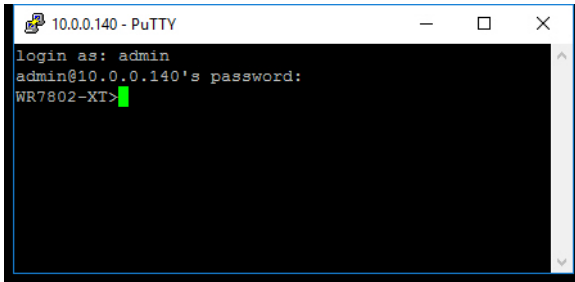 10.0.0.140 - PuTTY
login as: admin
admin@10.0.0.140's password:
WR7802-XT>